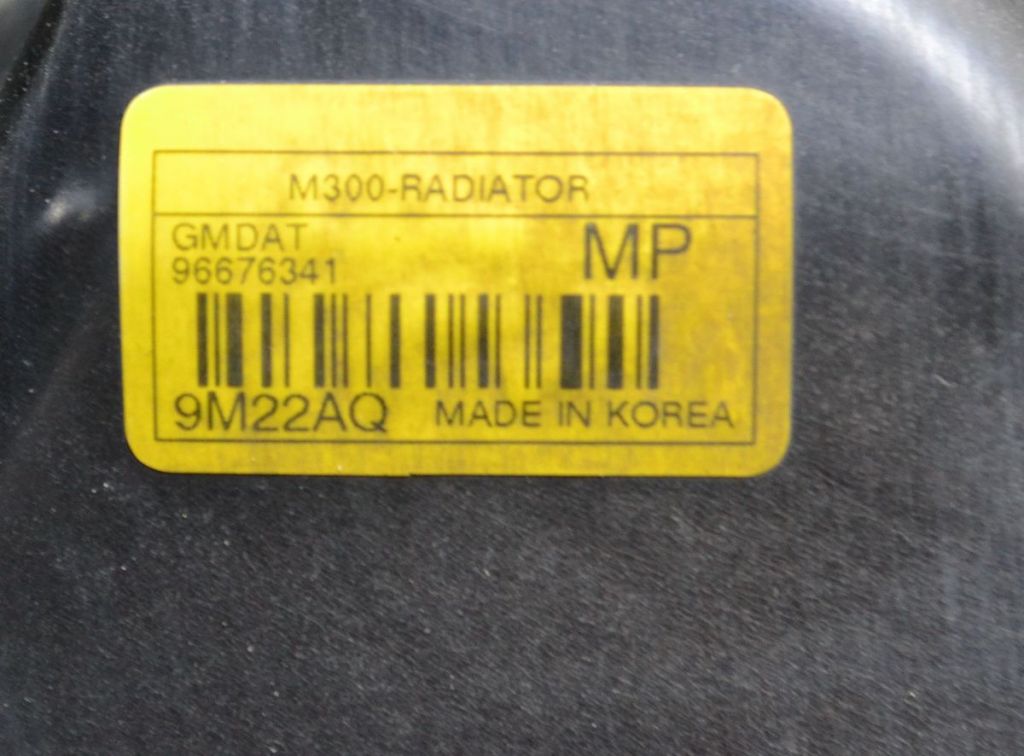 M300-RADIATOR
GMDAT
MP
96676341
9M22AQ MADE IN KOREA